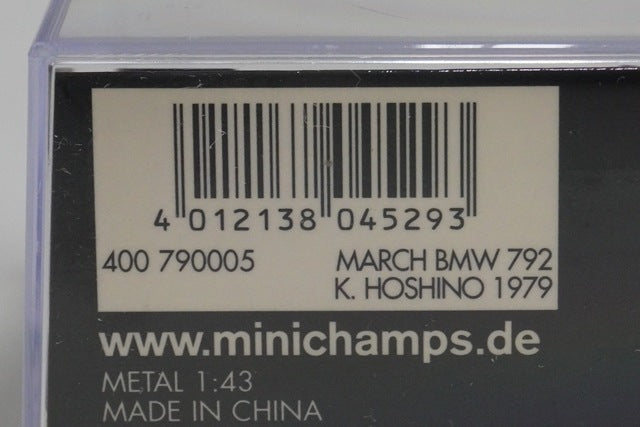 4 012138 045293
400 790005 MARCH BMW 792
K. HOSHINO 1979
www.minichamps.de
METAL 1:43
MADE IN CHINA